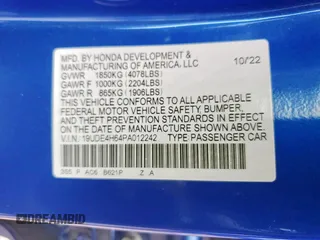 MFD. BY HONDA DEVELOPMENT & 10/22
MANUFACTURING OF AMERICA, LLC
GVWR 1850KG (4078LBS)
GAWR F 1000KG (2204LBS)
GAWR R 865KG (1906LBS)
THIS VEHICLE CONFORMS TO ALL APPLICABLE
FEDERAL MOTOR VEHICLE SAFETY, BUMPER,
AND THEFT PREVENTION STANDARDS IN EFFECT
ON THE DATE OF MANUFACTURE SHOWN ABOVE.
V.I.N.: 19UDE4H64PA012242 TYPE PASSENGER CAR
A06 B621P Z A
DREAMBID